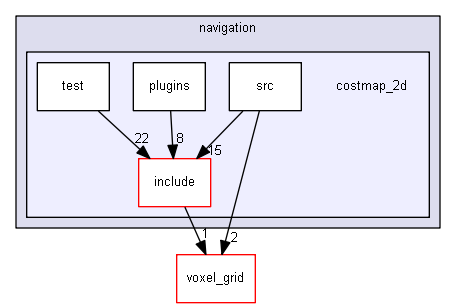 navigation
test plugins src costmap_2d
22 8 15
include
1 2
voxel_grid